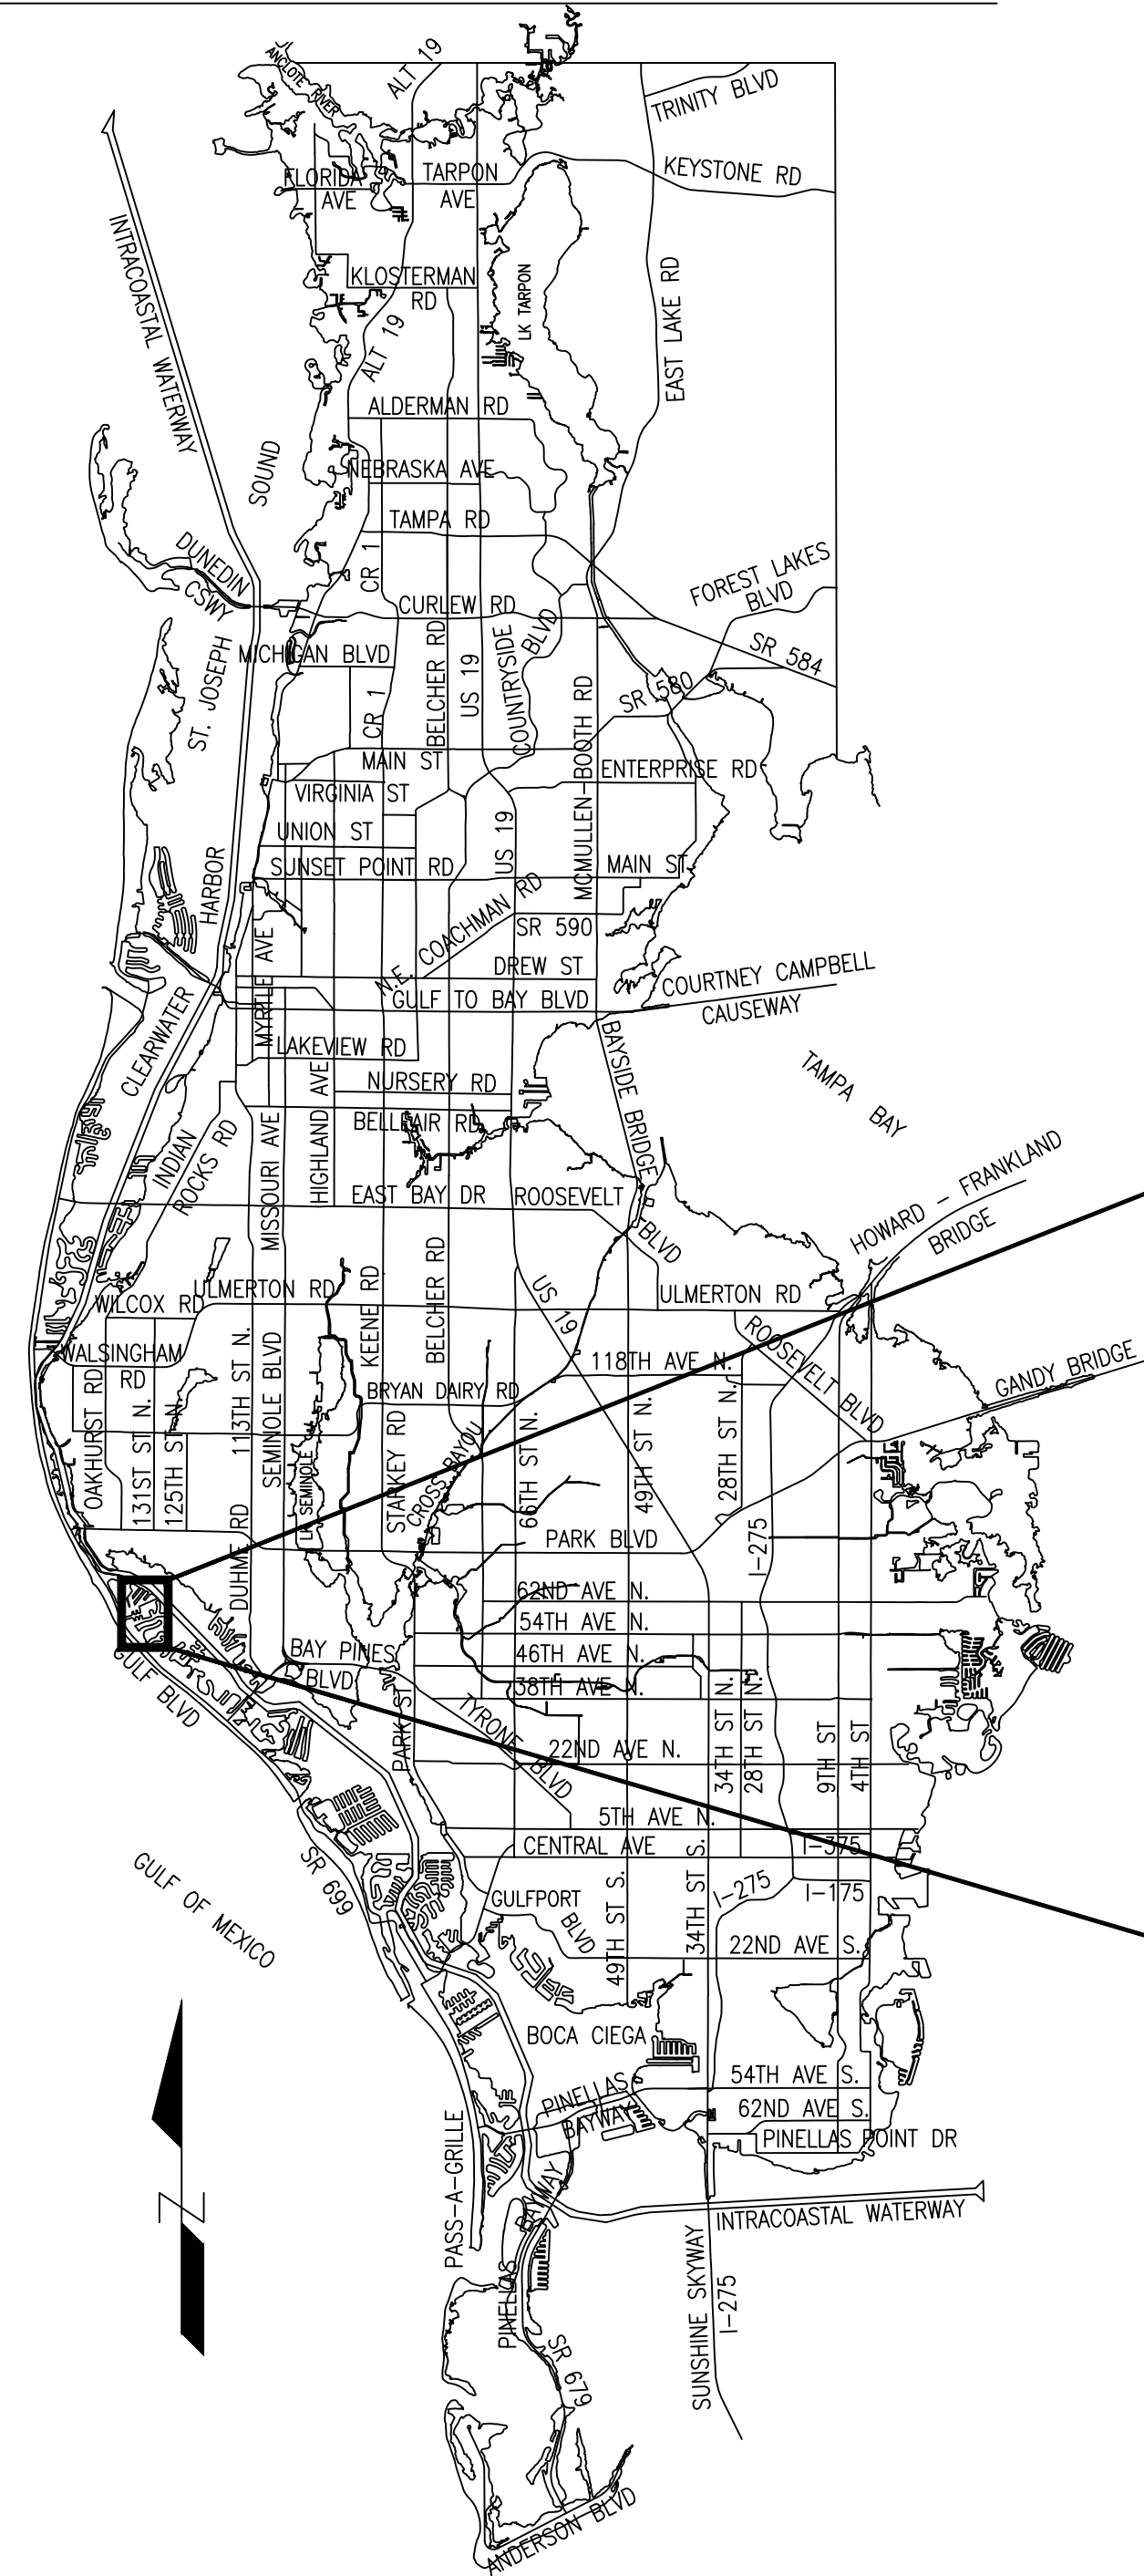 ANCLOTE RIVER
ALT 19
TRINITY BLVD
FLORIDA
AVE
TARPON
AVE
KEYSTONE RD
INTRACOASTAL WATERWAY
KLOSTERMAN
RD
LK TARPON
EAST LAKE RD
ALT 19
ALDERMAN RD
SOUND
NEBRASKA AVE
TAMPA RD
DUNEDIN
CSWY
CR 1
FOREST LAKES
BLVD
CURLEW RD
ST. JOSEPH
MICHIGAN BLVD
BELCHER RD
US 19
COUNTRYSIDE
BLVD
SR 584
SR 580
CR 1
MCMULLEN-BOOTH RD
MAIN ST
ENTERPRISE RD
VIRGINIA ST
UNION ST
US 19
SUNSET POINT RD
MAIN ST
HARBOR
N.E. COACHMAN RD
SR 590
MYRTLE AVE
DREW ST
COURTNEY CAMPBELL
CAUSEWAY
GULF TO BAY BLVD
CLEARWATER
LAKEVIEW RD
BAYSIDE BRIDGE
TAMPA BAY
NURSERY RD
HIGHLAND AVE
MISSOURI AVE
BELLEAIR RD
INDIAN
ROCKS RD
EAST BAY DR
ROOSEVELT
BLVD
HOWARD - FRANKLAND
BRIDGE
ULMERTON RD
WILCOX RD
KEENE RD
BELCHER RD
US 19
ULMERTON RD
WALSINGHAM
RD
113TH ST N.
SEMINOLE BLVD
118TH AVE N.
ROOSEVELT BLVD
GANDY BRIDGE
BRYAN DAIRY RD
OAKHURST RD
131ST ST N.
125TH ST N.
LK SEMINOLE
STARKEY RD
CROSS BAYOU
66TH ST N.
49TH ST N.
28TH ST N.
DUHME RD
PARK BLVD
I-275
62ND AVE N.
54TH AVE N.
46TH AVE N.
38TH AVE N.
GULF BLVD
BAY PINES
BLVD
PARK ST
TYRONE BLVD
22ND AVE N.
34TH ST N.
28TH ST N.
9TH ST
4TH ST
5TH AVE N.
CENTRAL AVE
I-375
GULF OF MEXICO
SR 699
GULFPORT
BLVD
49TH ST S.
34TH ST S.
I-275
I-175
22ND AVE S.
BOCA CIEGA
54TH AVE S.
PINELLAS
BAYWAY
62ND AVE S.
PINELLAS POINT DR
PASS-A-GRILLE
INTRACOASTAL WATERWAY
PINELLAS
BAYWAY
N
SUNSHINE SKYWAY
I-275
SR 679
ANDERSON BLVD